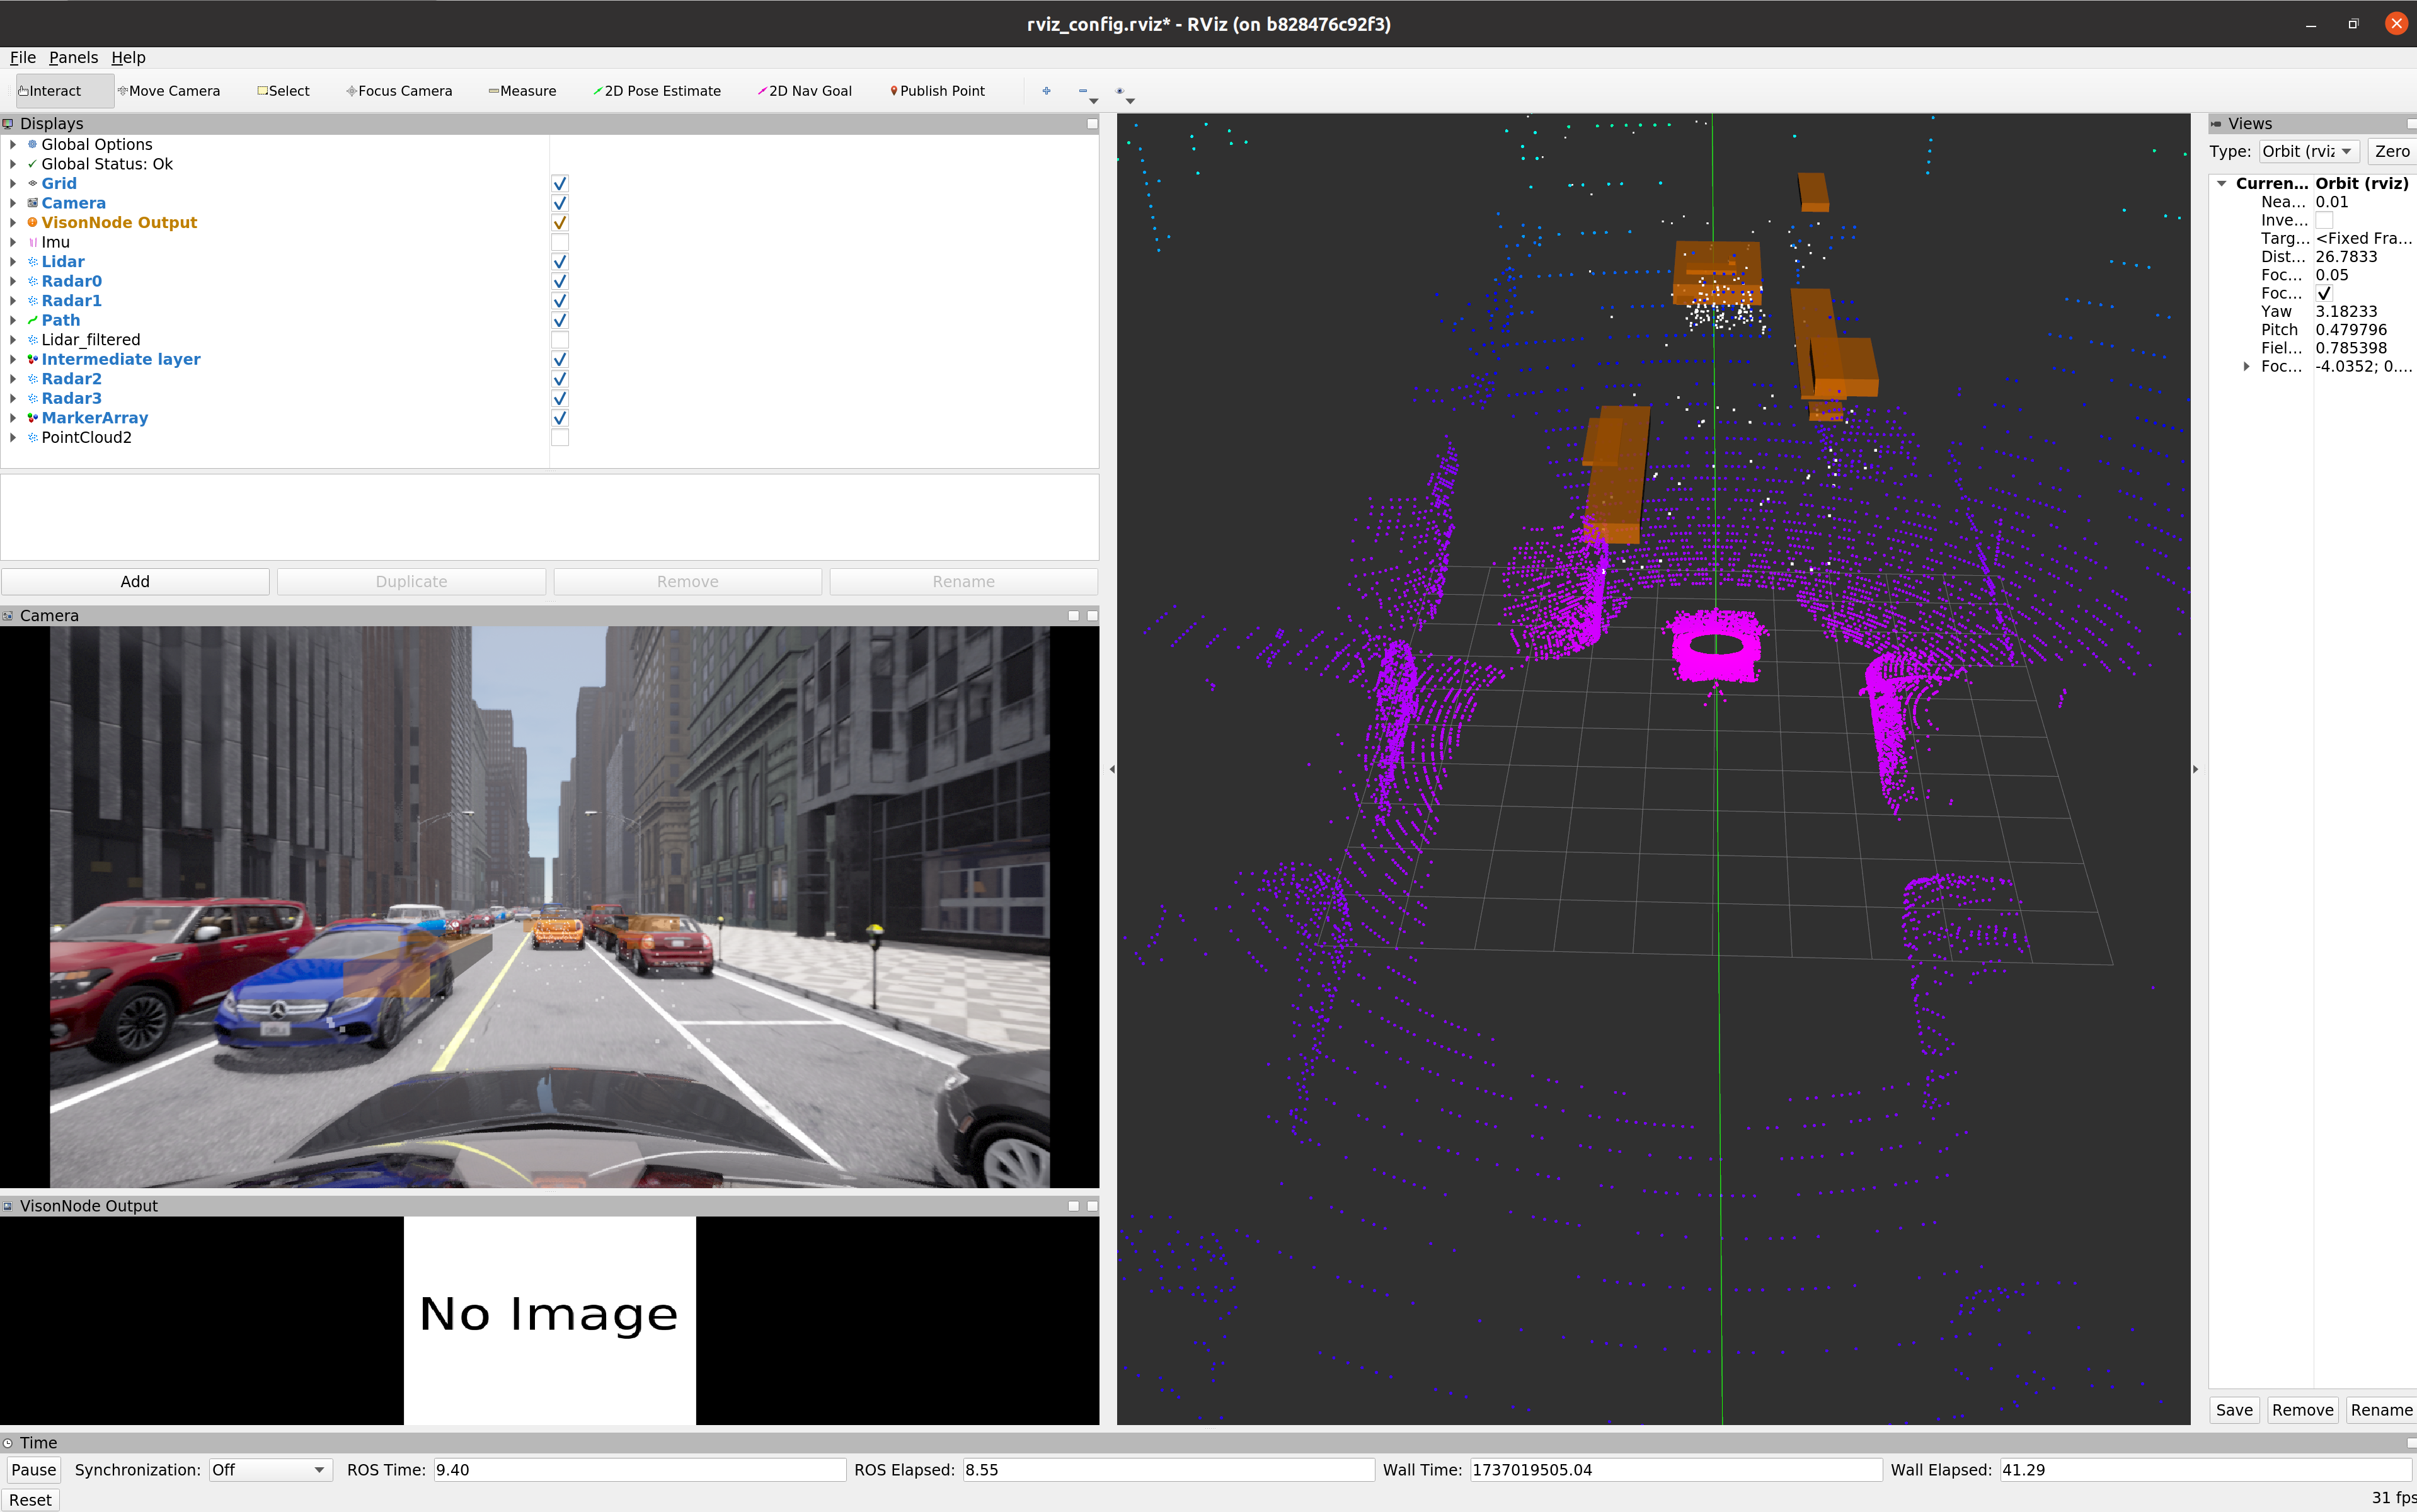 rviz_config.rviz* - RViz (on b828476c92f3)
File Panels Help
Interact Move Camera Select Focus Camera Measure 2D Pose Estimate 2D Nav Goal Publish Point
Displays
Global Options
Global Status: Ok
Grid
Camera
VisonNode Output
Imu
Lidar
Radar0
Radar1
Path
Lidar_filtered
Intermediate layer
Radar2
Radar3
MarkerArray
PointCloud2
Add Duplicate Remove Rename
Camera
VisonNode Output
No Image
Views
Type: Orbit (rviz Zero
Curren... Orbit (rviz)
Nea... 0.01
Inve...
Targ... <Fixed Fra...
Dist... 26.7833
Foc... 0.05
Foc...
Yaw 3.18233
Pitch 0.479796
Fiel... 0.785398
Foc... -4.0352; 0....
Save Remove Rename
Time
Pause Synchronization: Off ROS Time: 9.40 ROS Elapsed: 8.55 Wall Time: 1737019505.04 Wall Elapsed: 41.29
Reset 31 fps